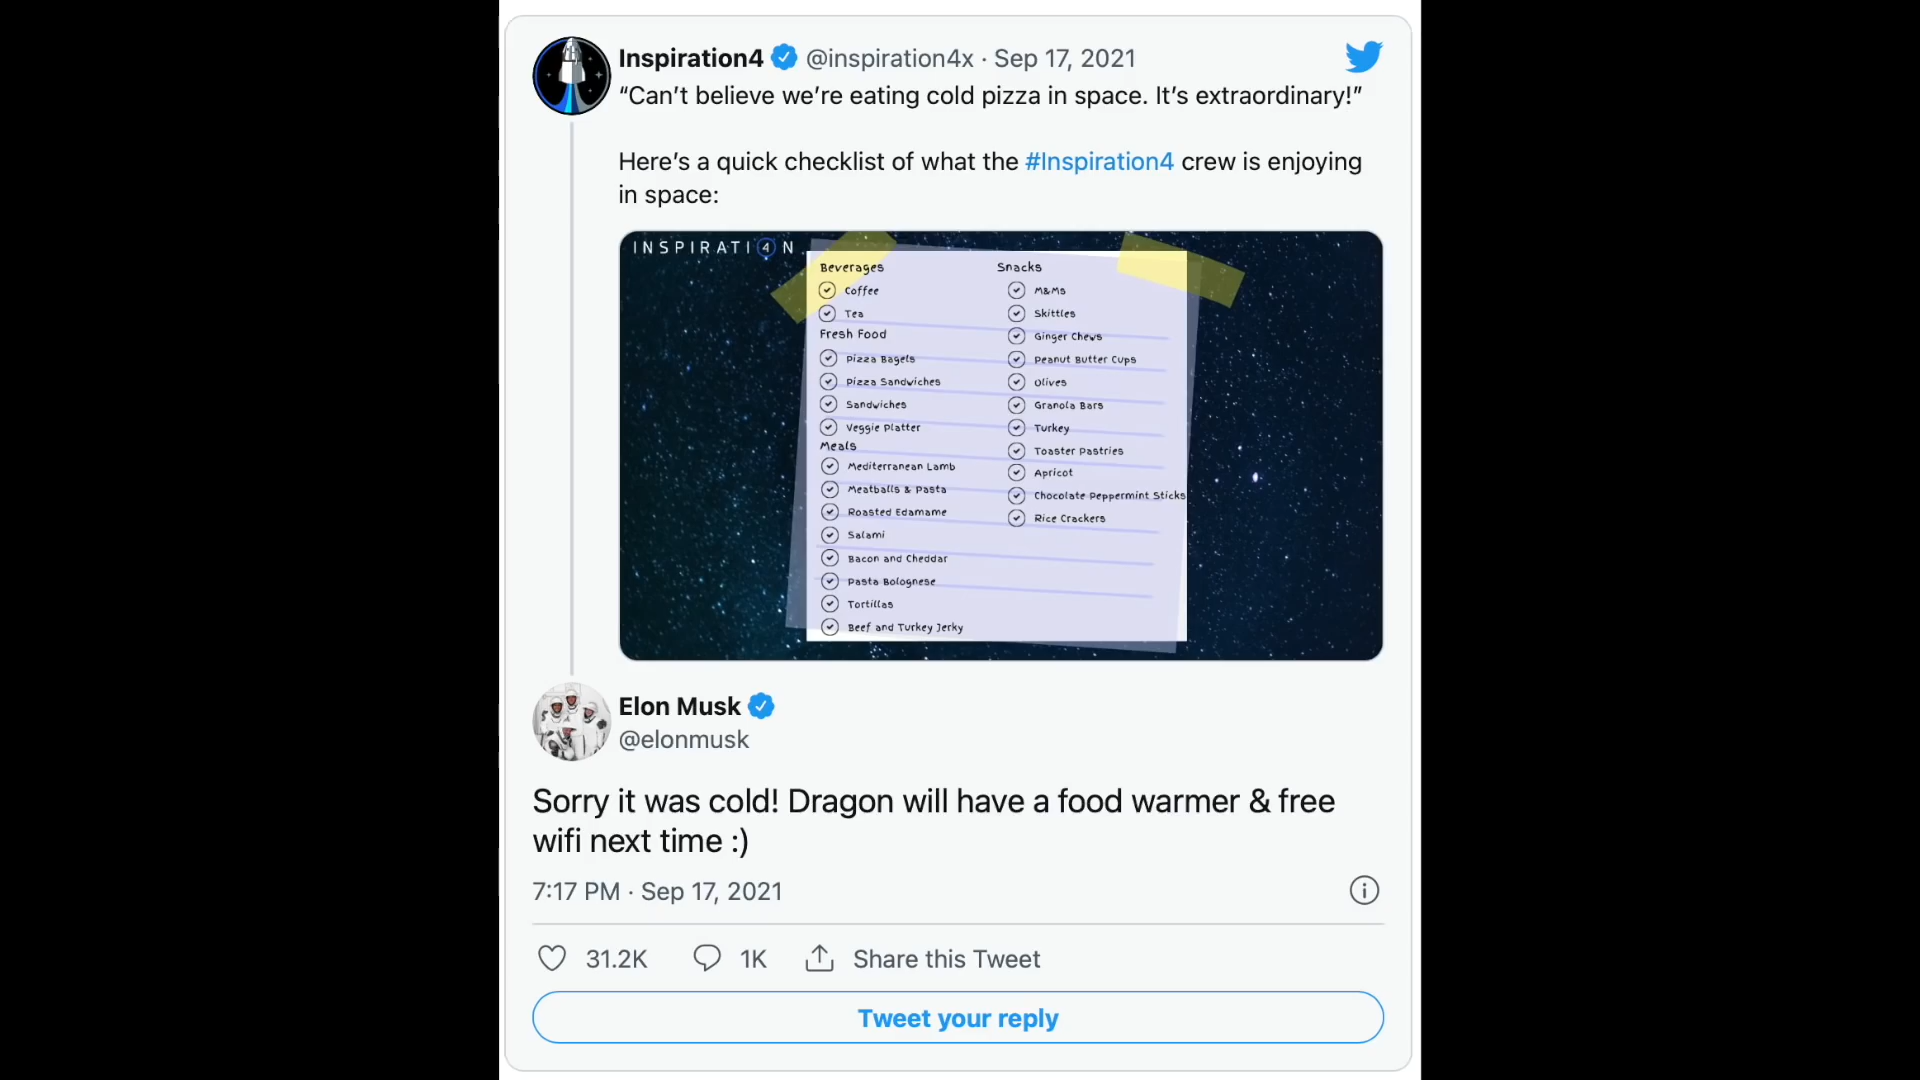 Inspiration4 @inspiration4x · Sep 17, 2021
“Can’t believe we’re eating cold pizza in space. It’s extraordinary!”
Here’s a quick checklist of what the #Inspiration4 crew is enjoying
in space:
INSPIRATI4N
Beverages
Coffee
Tea
Fresh Food
Pizza Bagels
Pizza Sandwiches
Sandwiches
Veggie Platter
Meals
Mediterranean Lamb
Meatballs & Pasta
Roasted Edamame
Salami
Bacon and Cheddar
Pasta Bolognese
Tortillas
Beef and Turkey Jerky
Snacks
M&Ms
Skittles
Ginger Chews
Peanut Butter Cups
Olives
Granola Bars
Turkey
Toaster Pastries
Apricot
Chocolate Peppermint Sticks
Rice Crackers
Elon Musk
@elonmusk
Sorry it was cold! Dragon will have a food warmer & free
wifi next time :)
7:17 PM · Sep 17, 2021
31.2K 1K Share this Tweet
Tweet your reply